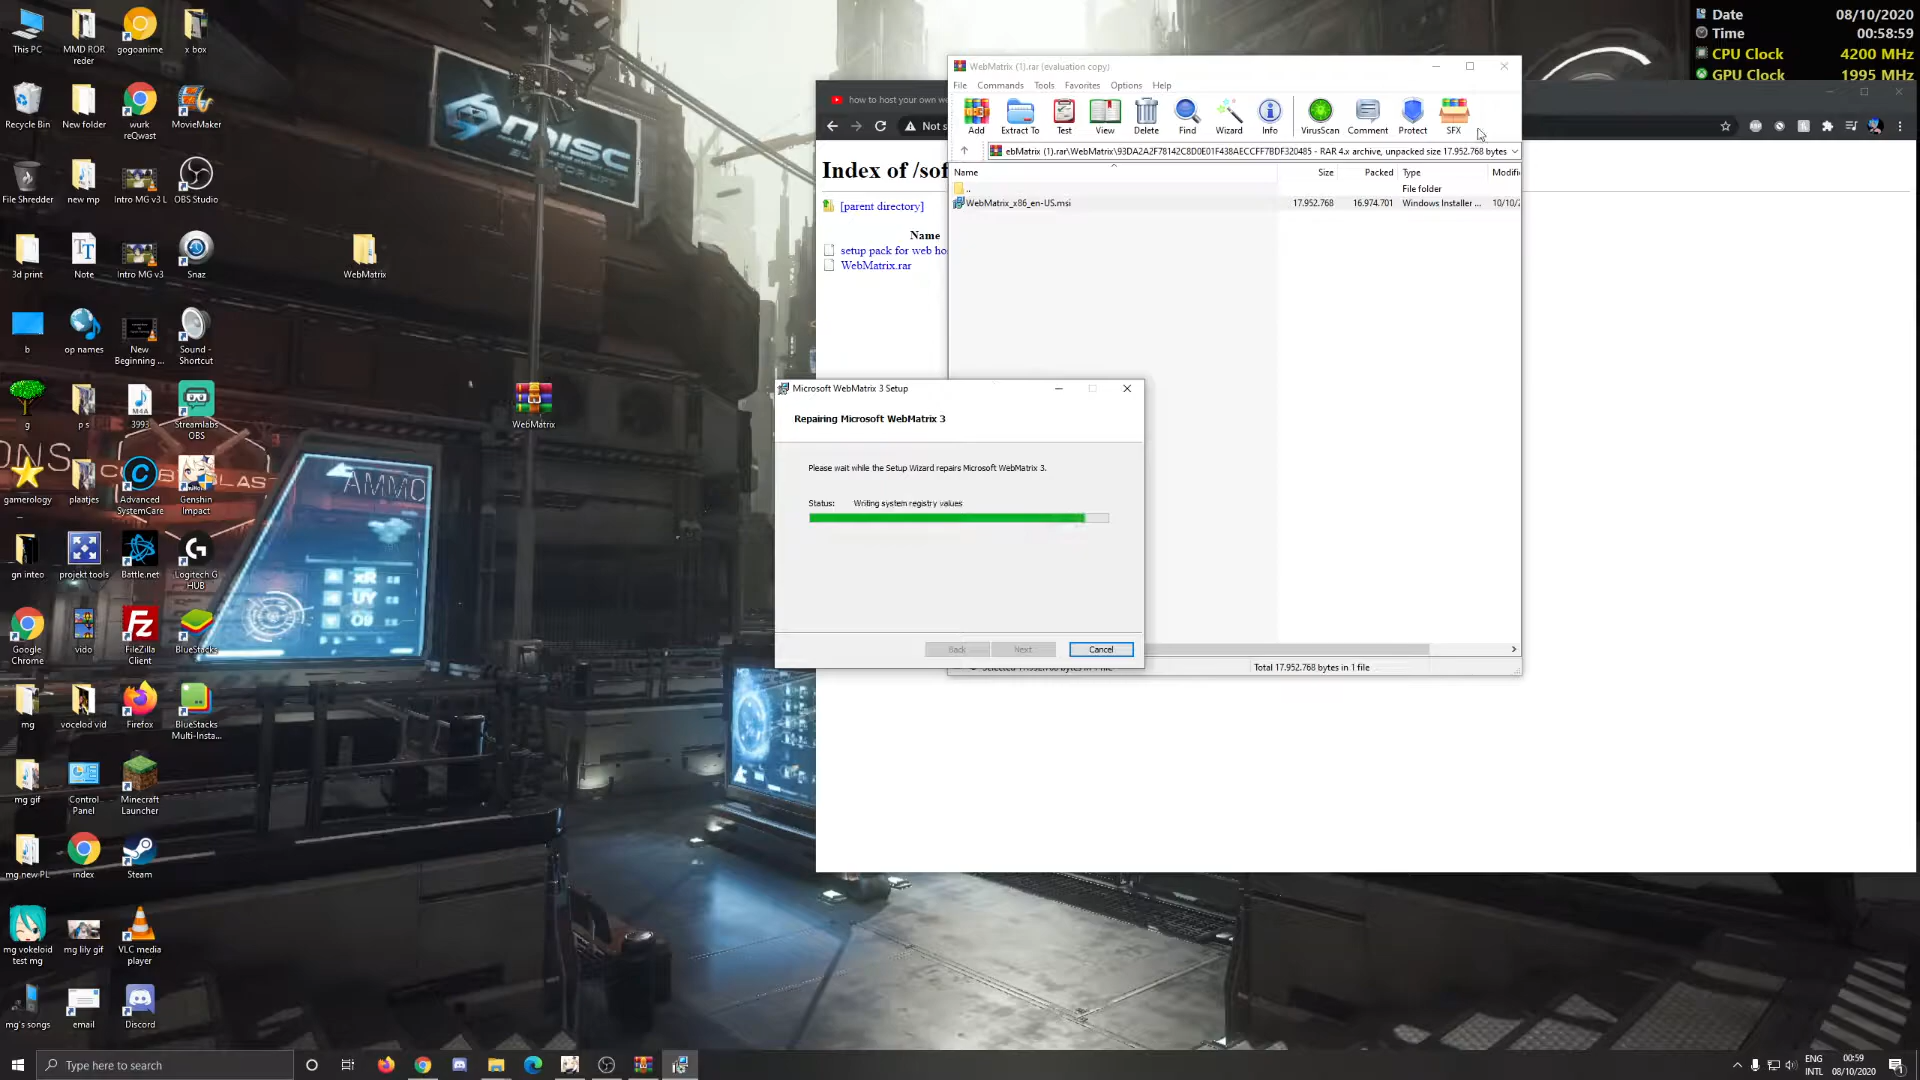 This PC
MMD ROR
reder
gogoanime
x box
Recycle Bin
New folder
wurk
reQwast
MovieMaker
File Shredder
new mp
Intro MG v3 L
OBS Studio
3d print
Note
Intro MG v3
Snaz
WebMatrix
b
op names
New
Beginning ...
Sound -
Shortcut
g
p s
3993
Streamlabs
OBS
WebMatrix
gamerology
plaatjes
Advanced
SystemCare
Genshin
Impact
gn inteo
projekt tools
Battle.net
Logitech G
HUB
Google
Chrome
vido
FileZilla
Client
BlueStacks
mg
vocelod vid
Firefox
BlueStacks
Multi-Insta...
mg gif
Control
Panel
Minecraft
Launcher
mg.new PL
index
Steam
mg vokeloid
test mg
mg lily gif
VLC media
player
mg's songs
email
Discord
AMMO
Date 08/10/2020
Time 00:58:59
CPU Clock 4200 MHz
GPU Clock 1995 MHz
how to host your own we
Not s
Index of /sof
[parent directory]
Name
setup pack for web ho
WebMatrix.rar
WebMatrix (1).rar (evaluation copy)
File Commands Tools Favorites Options Help
Add Extract To Test View Delete Find Wizard Info VirusScan Comment Protect SFX
ebMatrix (1).rar\WebMatrix\93DA2A2F78142C8D0E01F438AECCFF7BDF320485 - RAR 4.x archive, unpacked size 17.952.768 bytes
Name Size Packed Type Modifi
.. File folder
WebMatrix_x86_en-US.msi 17.952.768 16.974.701 Windows Installer ... 10/10/2
Total 17.952.768 bytes in 1 file
Microsoft WebMatrix 3 Setup
Repairing Microsoft WebMatrix 3
Please wait while the Setup Wizard repairs Microsoft WebMatrix 3.
Status: Writing system registry values
Back Next Cancel
Type here to search
ENG
INTL
00:59
08/10/2020